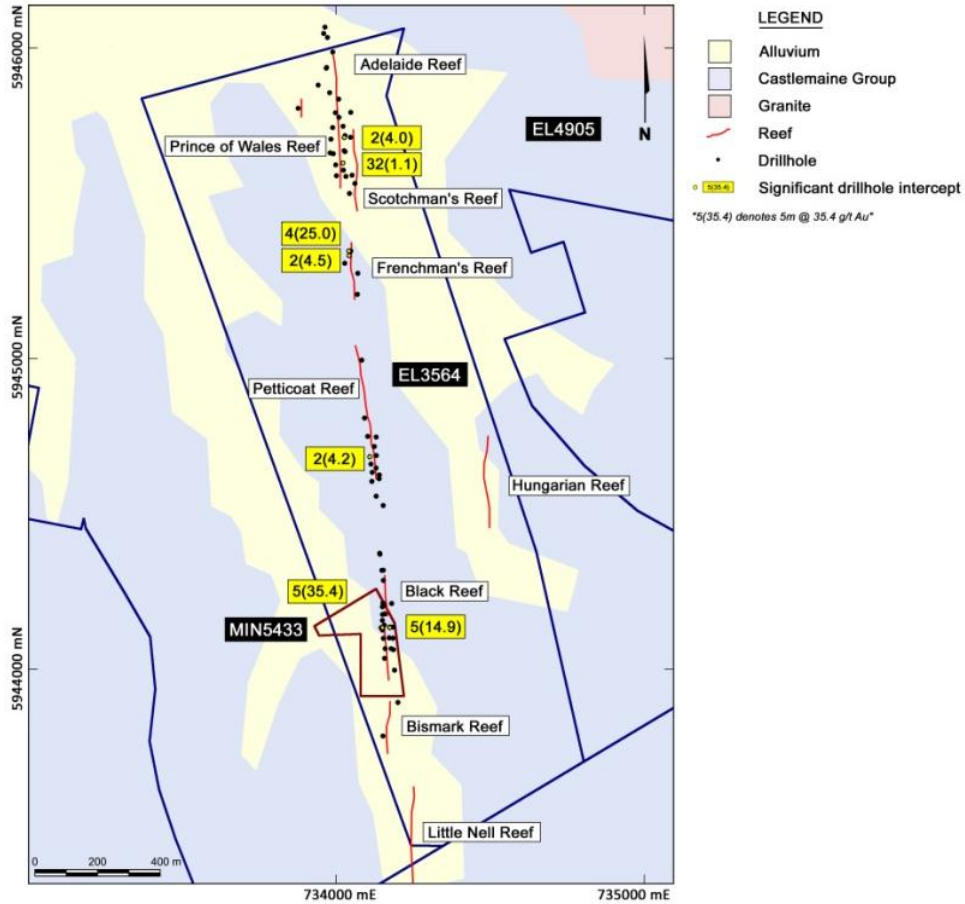 5946000 mN
5945000 mN
5944000 mN
Adelaide Reef
EL4905
N
Prince of Wales Reef
2(4.0)
32(1.1)
Scotchman's Reef
4(25.0)
2(4.5)
Frenchman's Reef
EL3564
Petticoat Reef
2(4.2)
Hungarian Reef
5(35.4)
Black Reef
MIN5433
5(14.9)
Bismark Reef
Little Nell Reef
0 200 400 m
734000 mE
735000 mE
LEGEND
Alluvium
Castlemaine Group
Granite
Reef
Drillhole
5(35.4) Significant drillhole intercept
"5(35.4) denotes 5m @ 35.4 g/t Au"